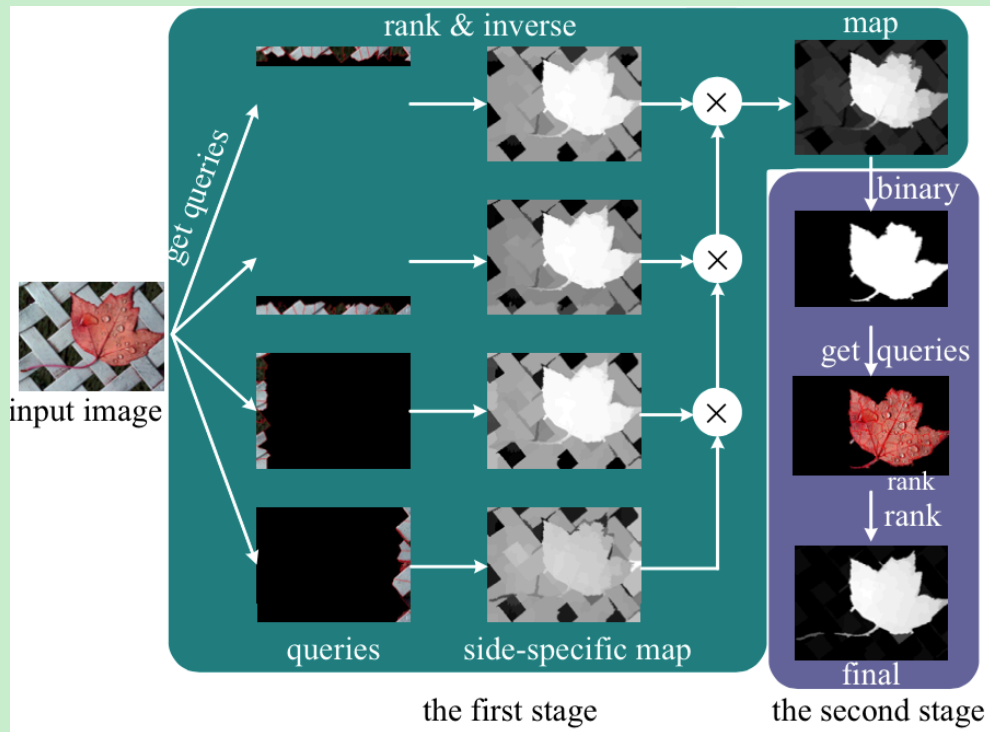 rank & inverse
map
get queries
binary
input image
get queries
rank
rank
queries
side-specific map
final
the first stage
the second stage